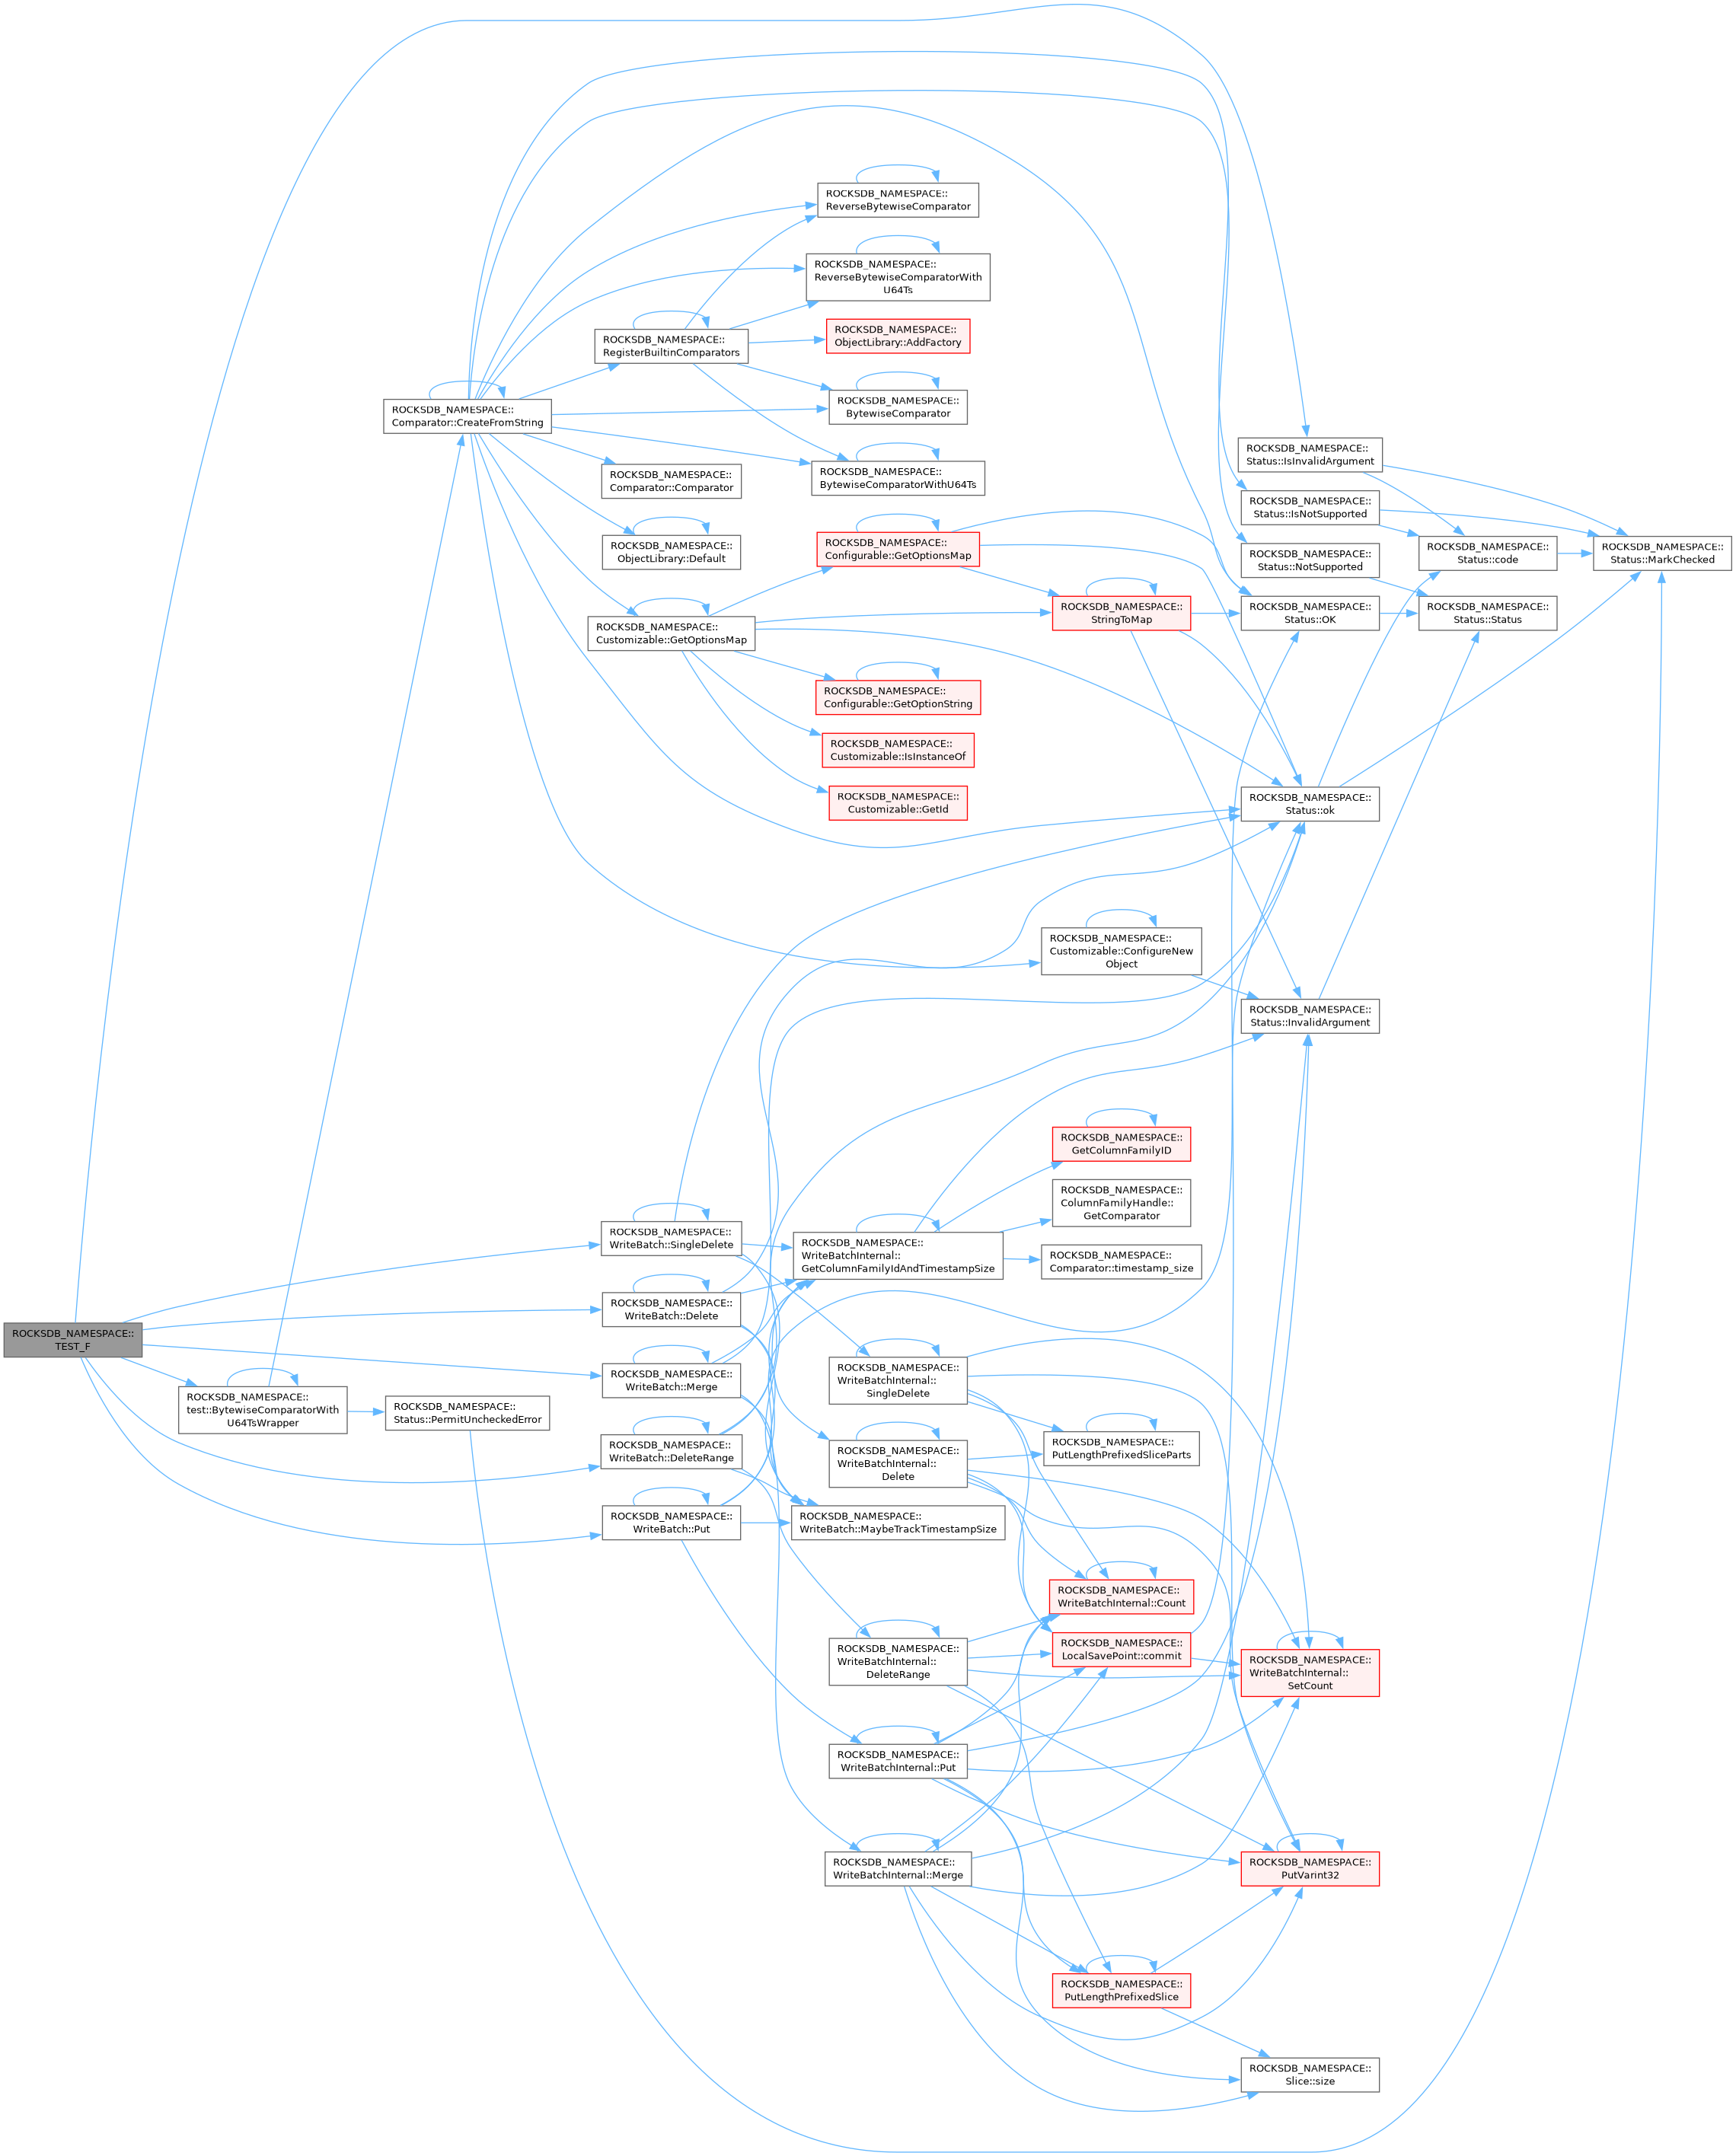 ROCKSDB_NAMESPACE::
TEST_F
ROCKSDB_NAMESPACE::
test::BytewiseComparatorWith
U64TsWrapper
ROCKSDB_NAMESPACE::
Comparator::CreateFromString
ROCKSDB_NAMESPACE::
Status::PermitUncheckedError
ROCKSDB_NAMESPACE::
RegisterBuiltinComparators
ROCKSDB_NAMESPACE::
Comparator::Comparator
ROCKSDB_NAMESPACE::
ObjectLibrary::Default
ROCKSDB_NAMESPACE::
Customizable::GetOptionsMap
ROCKSDB_NAMESPACE::
WriteBatch::SingleDelete
ROCKSDB_NAMESPACE::
WriteBatch::Delete
ROCKSDB_NAMESPACE::
WriteBatch::Merge
ROCKSDB_NAMESPACE::
WriteBatch::DeleteRange
ROCKSDB_NAMESPACE::
WriteBatch::Put
ROCKSDB_NAMESPACE::
ReverseBytewiseComparator
ROCKSDB_NAMESPACE::
ReverseBytewiseComparatorWith
U64Ts
ROCKSDB_NAMESPACE::
ObjectLibrary::AddFactory
ROCKSDB_NAMESPACE::
BytewiseComparator
ROCKSDB_NAMESPACE::
BytewiseComparatorWithU64Ts
ROCKSDB_NAMESPACE::
Configurable::GetOptionsMap
ROCKSDB_NAMESPACE::
Configurable::GetOptionString
ROCKSDB_NAMESPACE::
Customizable::IsInstanceOf
ROCKSDB_NAMESPACE::
Customizable::GetId
ROCKSDB_NAMESPACE::
WriteBatchInternal::
GetColumnFamilyIdAndTimestampSize
ROCKSDB_NAMESPACE::
WriteBatchInternal::
SingleDelete
ROCKSDB_NAMESPACE::
WriteBatchInternal::
Delete
ROCKSDB_NAMESPACE::
WriteBatch::MaybeTrackTimestampSize
ROCKSDB_NAMESPACE::
WriteBatchInternal::
DeleteRange
ROCKSDB_NAMESPACE::
WriteBatchInternal::Put
ROCKSDB_NAMESPACE::
WriteBatchInternal::Merge
ROCKSDB_NAMESPACE::
StringToMap
ROCKSDB_NAMESPACE::
Customizable::ConfigureNew
Object
ROCKSDB_NAMESPACE::
GetColumnFamilyID
ROCKSDB_NAMESPACE::
ColumnFamilyHandle::
GetComparator
ROCKSDB_NAMESPACE::
Comparator::timestamp_size
ROCKSDB_NAMESPACE::
PutLengthPrefixedSliceParts
ROCKSDB_NAMESPACE::
WriteBatchInternal::Count
ROCKSDB_NAMESPACE::
LocalSavePoint::commit
ROCKSDB_NAMESPACE::
PutLengthPrefixedSlice
ROCKSDB_NAMESPACE::
Status::IsInvalidArgument
ROCKSDB_NAMESPACE::
Status::IsNotSupported
ROCKSDB_NAMESPACE::
Status::NotSupported
ROCKSDB_NAMESPACE::
Status::OK
ROCKSDB_NAMESPACE::
Status::ok
ROCKSDB_NAMESPACE::
Status::InvalidArgument
ROCKSDB_NAMESPACE::
WriteBatchInternal::
SetCount
ROCKSDB_NAMESPACE::
PutVarint32
ROCKSDB_NAMESPACE::
Slice::size
ROCKSDB_NAMESPACE::
Status::code
ROCKSDB_NAMESPACE::
Status::Status
ROCKSDB_NAMESPACE::
Status::MarkChecked